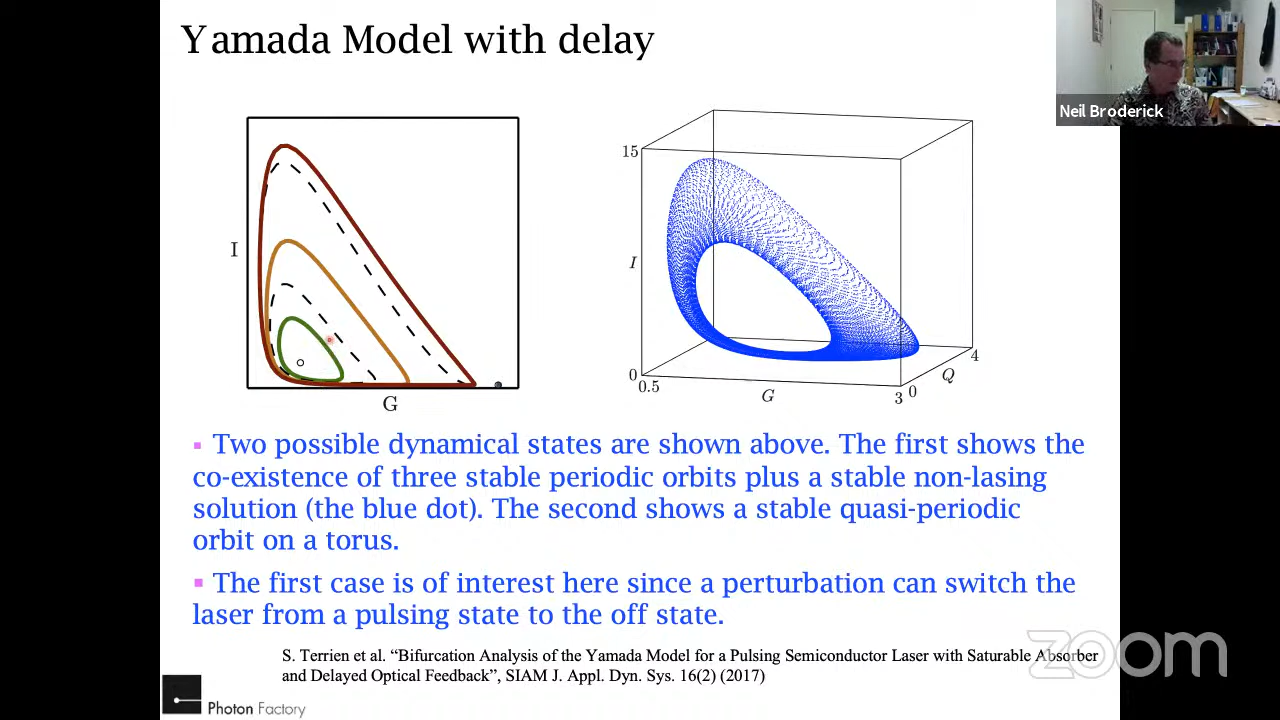 Yamada Model with delay
Neil Broderick
I
G
15
I
0
0.5
G
3
0
Q
4
▪ Two possible dynamical states are shown above. The first shows the
co-existence of three stable periodic orbits plus a stable non-lasing
solution (the blue dot). The second shows a stable quasi-periodic
orbit on a torus.
▪ The first case is of interest here since a perturbation can switch the
laser from a pulsing state to the off state.
S. Terrien et al. “Bifurcation Analysis of the Yamada Model for a Pulsing Semiconductor Laser with Saturable Absorber
and Delayed Optical Feedback”, SIAM J. Appl. Dyn. Sys. 16(2) (2017)
zoom
Photon Factory